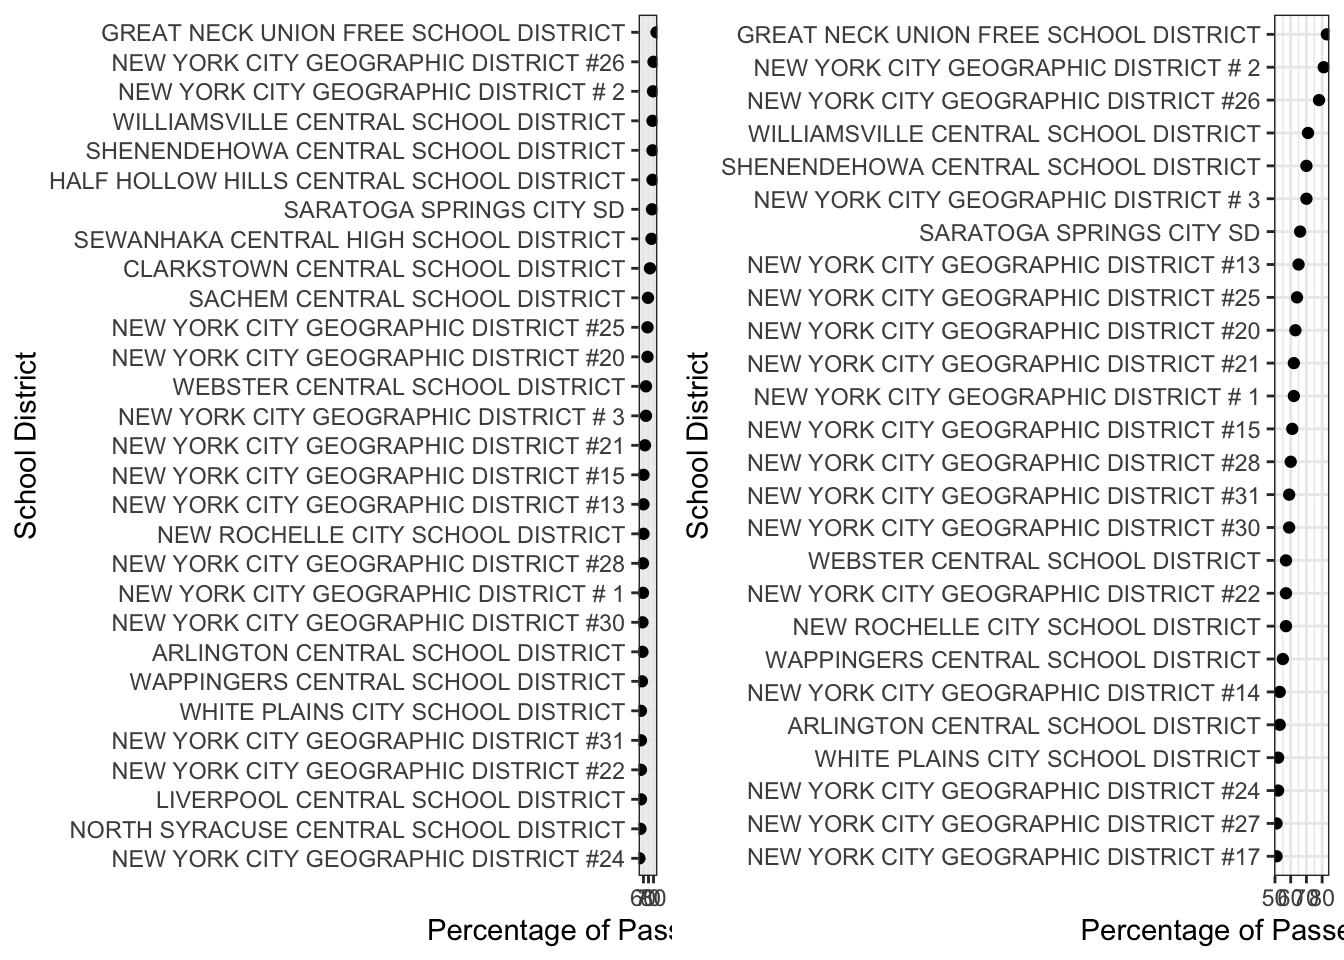 School District
GREAT NECK UNION FREE SCHOOL DISTRICT
NEW YORK CITY GEOGRAPHIC DISTRICT #26
NEW YORK CITY GEOGRAPHIC DISTRICT # 2
WILLIAMSVILLE CENTRAL SCHOOL DISTRICT
SHENENDEHOWA CENTRAL SCHOOL DISTRICT
HALF HOLLOW HILLS CENTRAL SCHOOL DISTRICT
SARATOGA SPRINGS CITY SD
SEWANHAKA CENTRAL HIGH SCHOOL DISTRICT
CLARKSTOWN CENTRAL SCHOOL DISTRICT
SACHEM CENTRAL SCHOOL DISTRICT
NEW YORK CITY GEOGRAPHIC DISTRICT #25
NEW YORK CITY GEOGRAPHIC DISTRICT #20
WEBSTER CENTRAL SCHOOL DISTRICT
NEW YORK CITY GEOGRAPHIC DISTRICT # 3
NEW YORK CITY GEOGRAPHIC DISTRICT #21
NEW YORK CITY GEOGRAPHIC DISTRICT #15
NEW YORK CITY GEOGRAPHIC DISTRICT #13
NEW ROCHELLE CITY SCHOOL DISTRICT
NEW YORK CITY GEOGRAPHIC DISTRICT #28
NEW YORK CITY GEOGRAPHIC DISTRICT # 1
NEW YORK CITY GEOGRAPHIC DISTRICT #30
ARLINGTON CENTRAL SCHOOL DISTRICT
WAPPINGERS CENTRAL SCHOOL DISTRICT
WHITE PLAINS CITY SCHOOL DISTRICT
NEW YORK CITY GEOGRAPHIC DISTRICT #31
NEW YORK CITY GEOGRAPHIC DISTRICT #22
LIVERPOOL CENTRAL SCHOOL DISTRICT
NORTH SYRACUSE CENTRAL SCHOOL DISTRICT
NEW YORK CITY GEOGRAPHIC DISTRICT #24
Percentage of Pass
School District
GREAT NECK UNION FREE SCHOOL DISTRICT
NEW YORK CITY GEOGRAPHIC DISTRICT # 2
NEW YORK CITY GEOGRAPHIC DISTRICT #26
WILLIAMSVILLE CENTRAL SCHOOL DISTRICT
SHENENDEHOWA CENTRAL SCHOOL DISTRICT
NEW YORK CITY GEOGRAPHIC DISTRICT # 3
SARATOGA SPRINGS CITY SD
NEW YORK CITY GEOGRAPHIC DISTRICT #13
NEW YORK CITY GEOGRAPHIC DISTRICT #25
NEW YORK CITY GEOGRAPHIC DISTRICT #20
NEW YORK CITY GEOGRAPHIC DISTRICT #21
NEW YORK CITY GEOGRAPHIC DISTRICT # 1
NEW YORK CITY GEOGRAPHIC DISTRICT #15
NEW YORK CITY GEOGRAPHIC DISTRICT #28
NEW YORK CITY GEOGRAPHIC DISTRICT #31
NEW YORK CITY GEOGRAPHIC DISTRICT #30
WEBSTER CENTRAL SCHOOL DISTRICT
NEW YORK CITY GEOGRAPHIC DISTRICT #22
NEW ROCHELLE CITY SCHOOL DISTRICT
WAPPINGERS CENTRAL SCHOOL DISTRICT
NEW YORK CITY GEOGRAPHIC DISTRICT #14
ARLINGTON CENTRAL SCHOOL DISTRICT
WHITE PLAINS CITY SCHOOL DISTRICT
NEW YORK CITY GEOGRAPHIC DISTRICT #24
NEW YORK CITY GEOGRAPHIC DISTRICT #27
NEW YORK CITY GEOGRAPHIC DISTRICT #17
50 60 70 80
Percentage of Passe